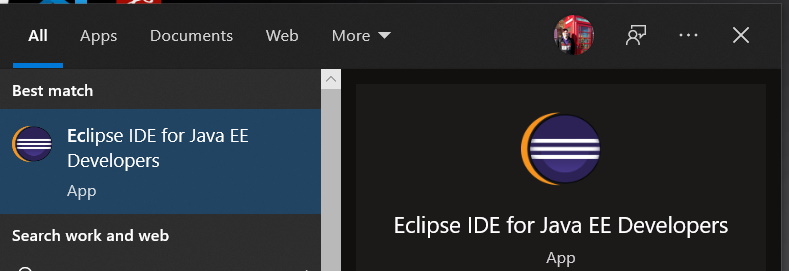 All Apps Documents Web More
Best match
Eclipse IDE for Java EE
Developers
App
Search work and web
Eclipse IDE for Java EE Developers
App